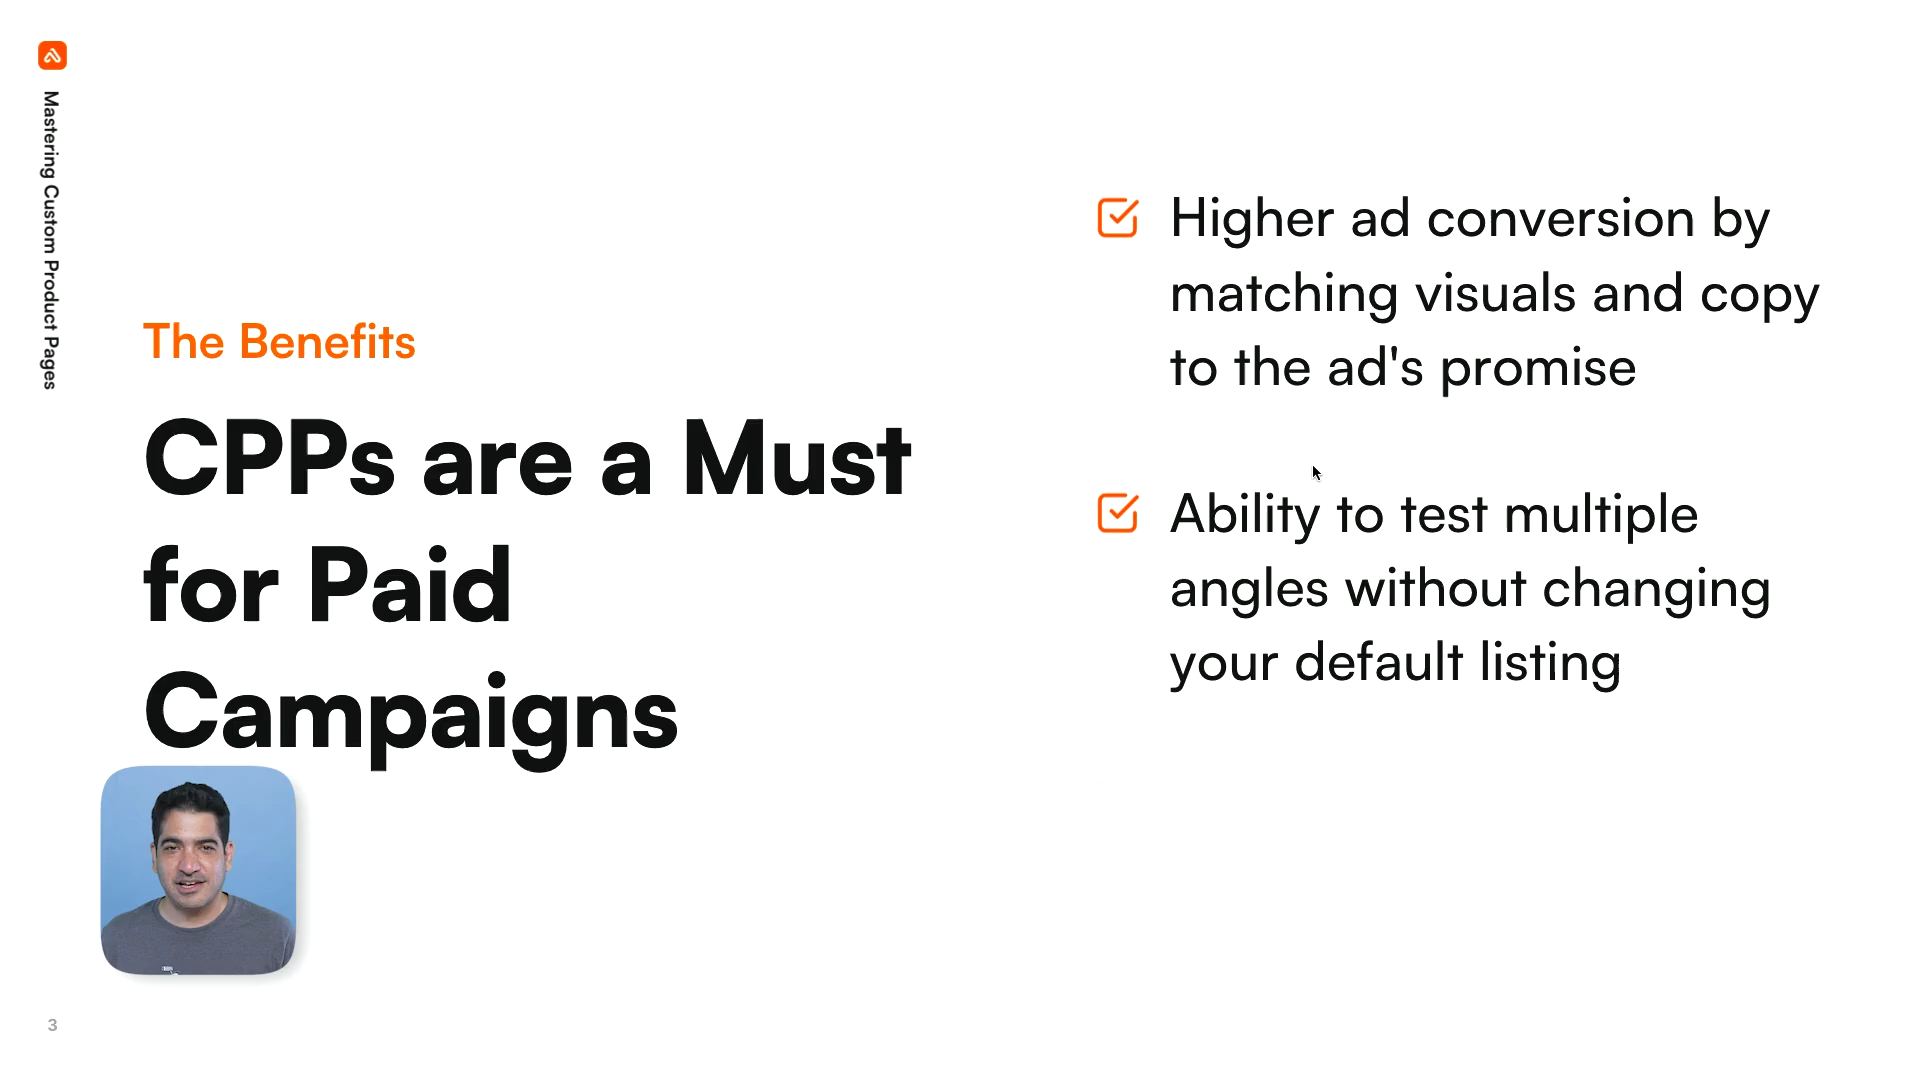 Mastering Custom Product Pages
The Benefits
CPPs are a Must
for Paid
Campaigns
Higher ad conversion by
matching visuals and copy
to the ad's promise
Ability to test multiple
angles without changing
your default listing
3